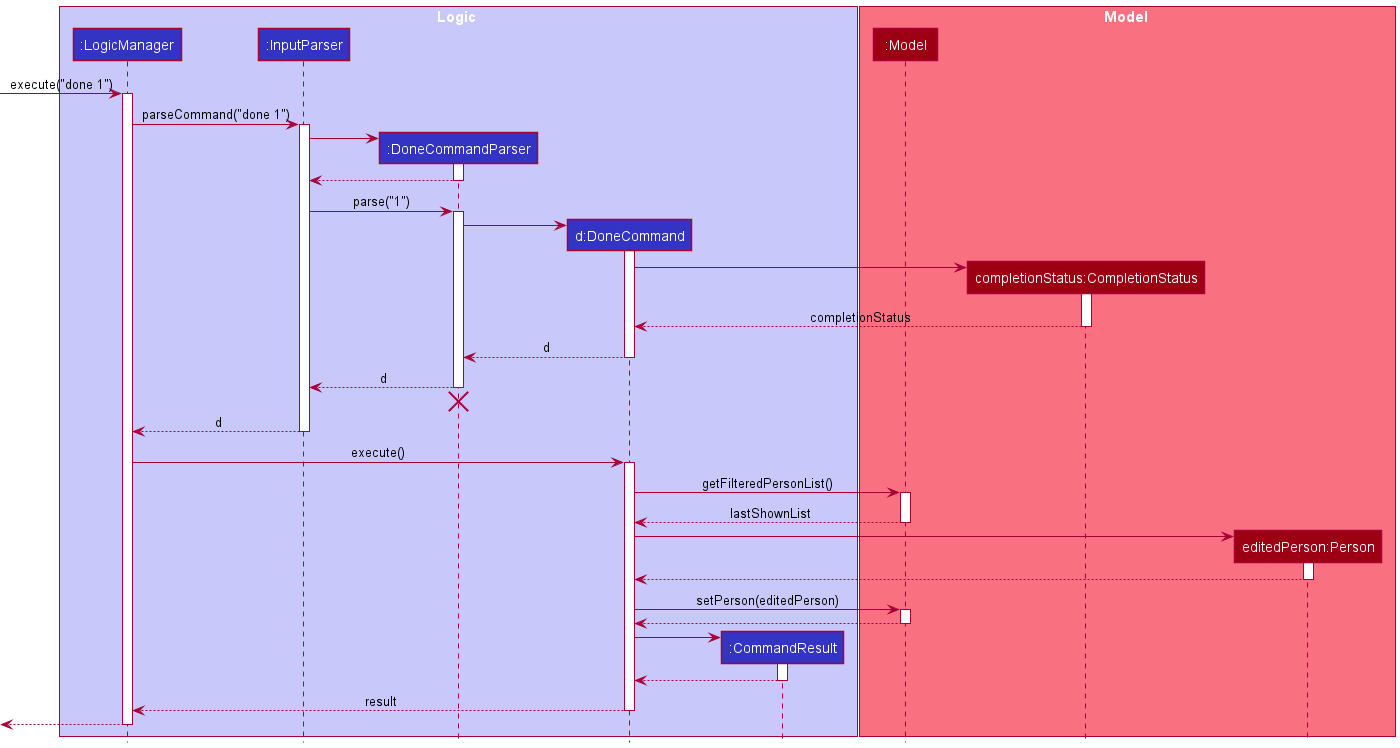 Logic
Model
:LogicManager
:InputParser
:Model
execute("done 1")
parseCommand("done 1")
:DoneCommandParser
parse("1")
d:DoneCommand
completionStatus:CompletionStatus
completionStatus
d
d
d
execute()
getFilteredPersonList()
lastShownList
editedPerson:Person
setPerson(editedPerson)
:CommandResult
result